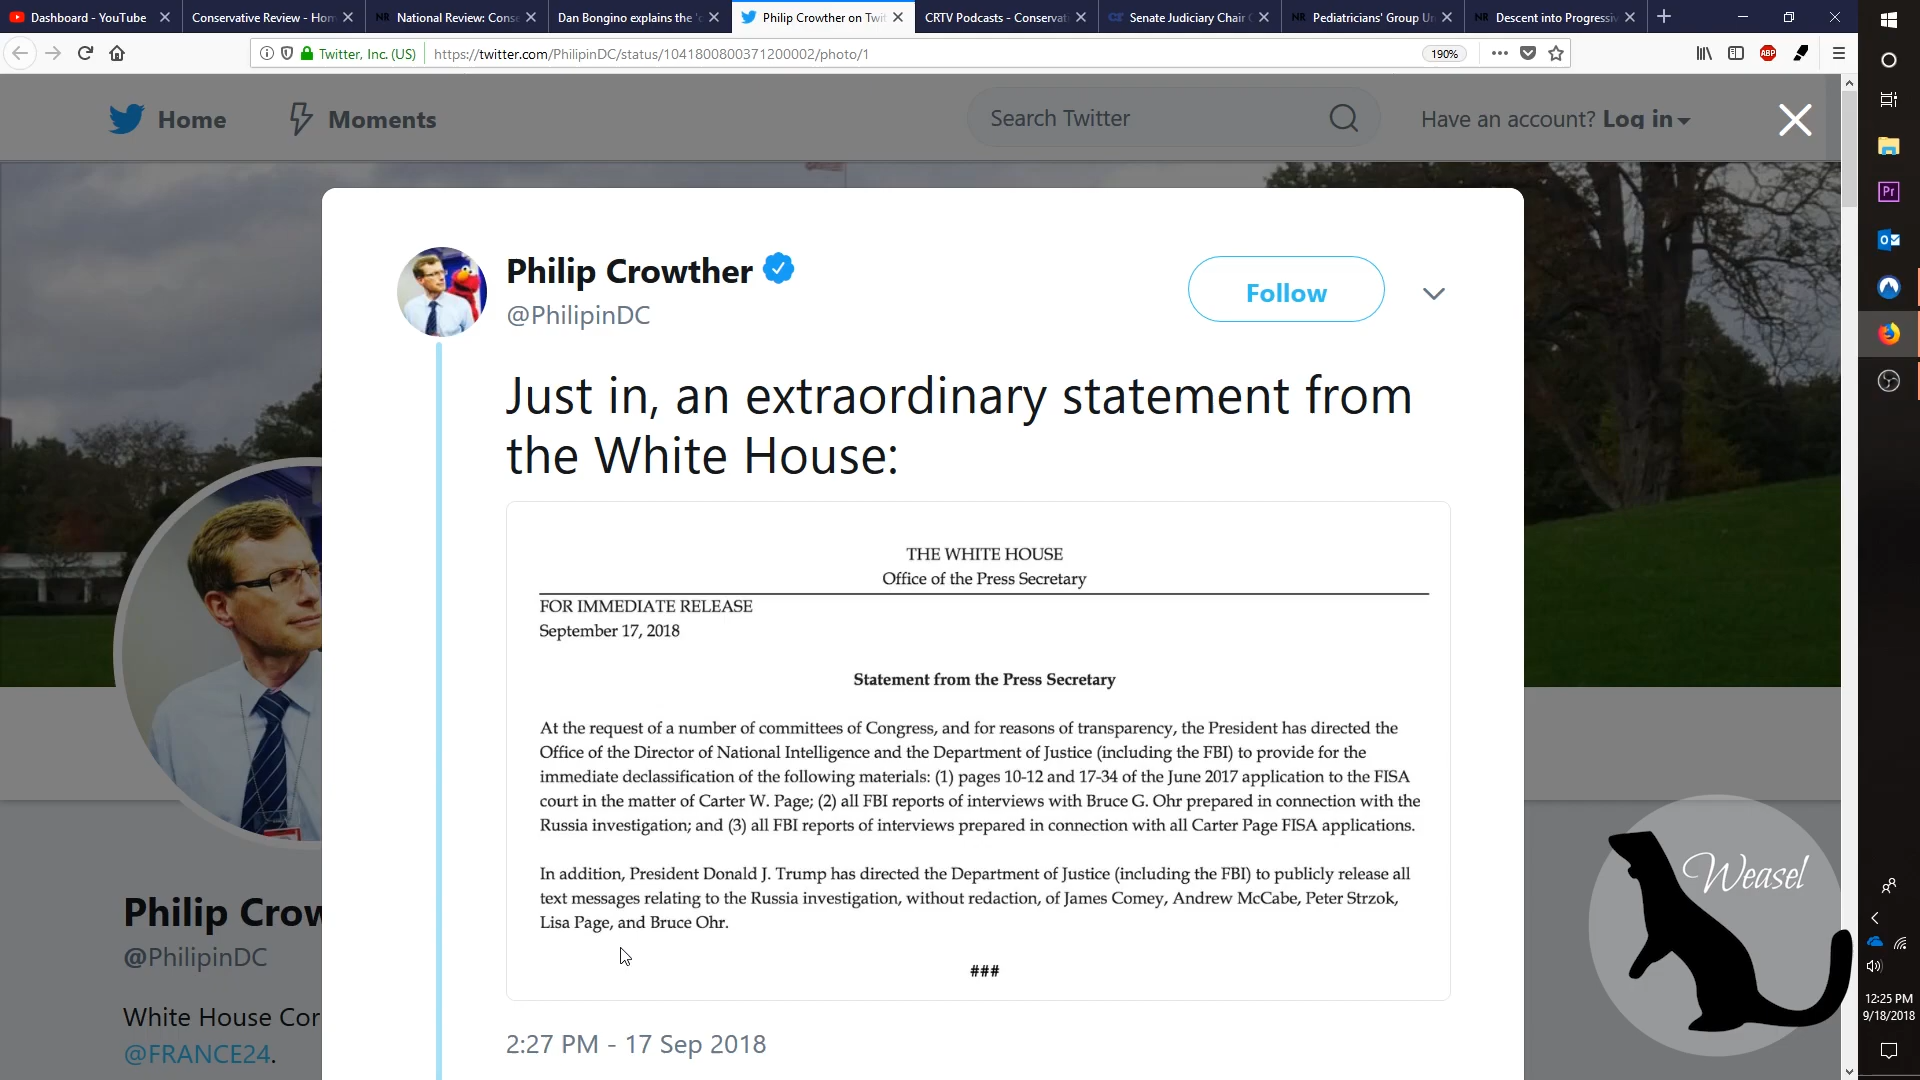 Dashboard - YouTube
Conservative Review - Hom
National Review: Conse
Dan Bongino explains the 'd
Philip Crowther on Twit
CRTV Podcasts - Conservati
Senate Judiciary Chair
Pediatricians' Group
Descent into Progressiv
Twitter, Inc. (US)
https://twitter.com/PhilipinDC/status/1041800800371200002/photo/1
190%
ABP
Home
Moments
Search Twitter
Have an account? Log in
Pr
Philip Crowther
@PhilipinDC
Follow
Just in, an extraordinary statement from
the White House:
THE WHITE HOUSE
Office of the Press Secretary
FOR IMMEDIATE RELEASE
September 17, 2018
Statement from the Press Secretary
At the request of a number of committees of Congress, and for reasons of transparency, the President has directed the
Office of the Director of National Intelligence and the Department of Justice (including the FBI) to provide for the
immediate declassification of the following materials: (1) pages 10-12 and 17-34 of the June 2017 application to the FISA
court in the matter of Carter W. Page; (2) all FBI reports of interviews with Bruce G. Ohr prepared in connection with the
Russia investigation; and (3) all FBI reports of interviews prepared in connection with all Carter Page FISA applications.
In addition, President Donald J. Trump has directed the Department of Justice (including the FBI) to publicly release all
text messages relating to the Russia investigation, without redaction, of James Comey, Andrew McCabe, Peter Strzok,
Lisa Page, and Bruce Ohr.
###
2:27 PM - 17 Sep 2018
Philip Crow
@PhilipinDC
White House Cor
@FRANCE24.
Weasel
12:25 PM
9/18/2018